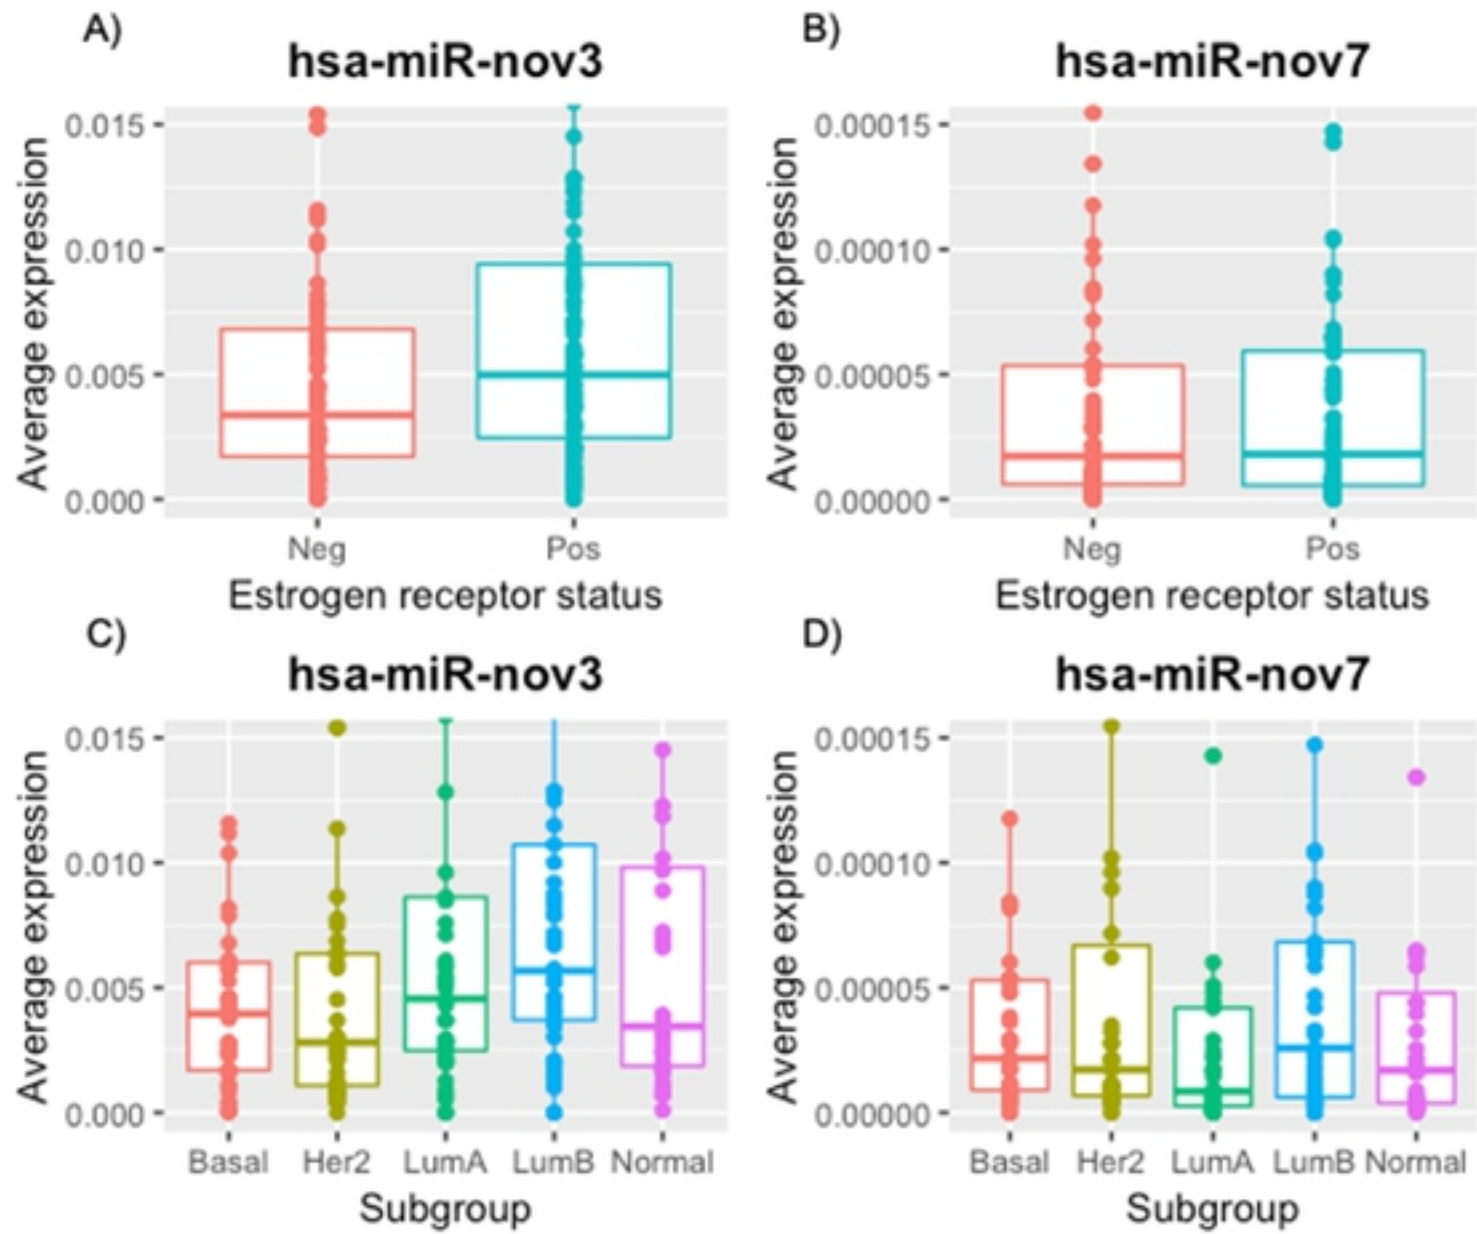 A)
hsa-miR-nov3
Average expression
0.015
0.010
0.005
0.000
Neg Pos
Estrogen receptor status
B)
hsa-miR-nov7
Average expression
0.00015
0.00010
0.00005
0.00000
Neg Pos
Estrogen receptor status
C)
hsa-miR-nov3
Average expression
0.015
0.010
0.005
0.000
Basal Her2 LumA LumB Normal
Subgroup
D)
hsa-miR-nov7
Average expression
0.00015
0.00010
0.00005
0.00000
Basal Her2 LumA LumB Normal
Subgroup